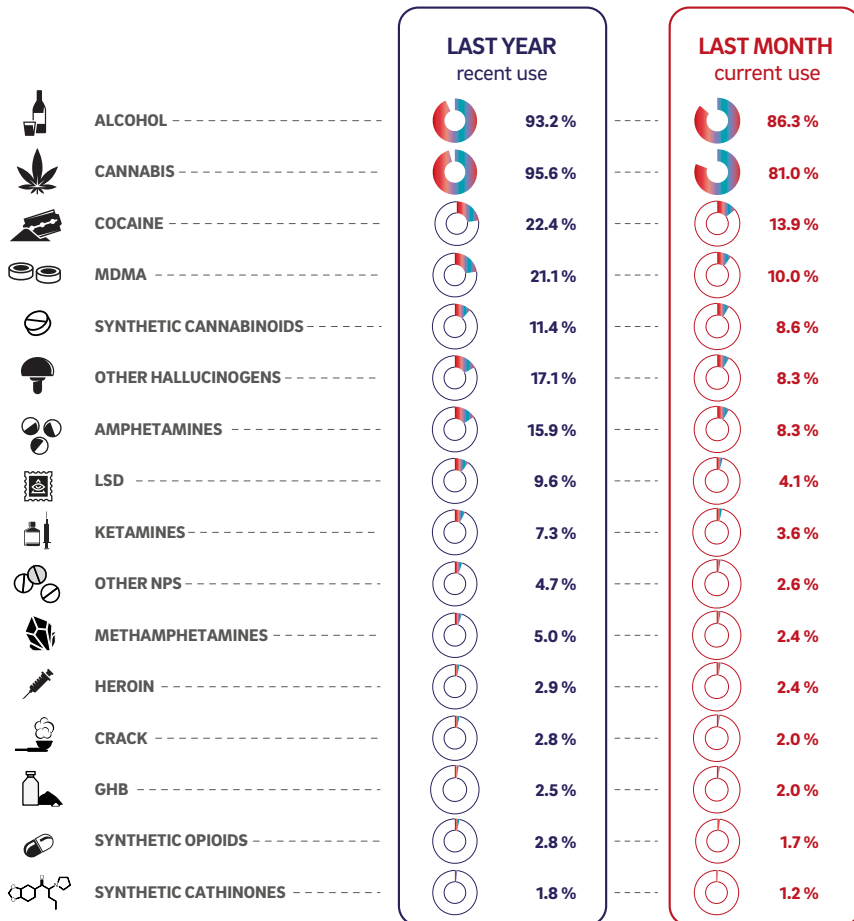 LAST YEAR LAST MONTH
recent use current use
ALCOHOL 93.2 % 86.3 %
CANNABIS 95.6 % 81.0 %
COCAINE 22.4 % 13.9 %
MDMA 21.1 % 10.0 %
SYNTHETIC CANNABINOIDS 11.4 % 8.6 %
OTHER HALLUCINOGENS 17.1 % 8.3 %
AMPHETAMINES 15.9 % 8.3 %
LSD 9.6 % 4.1 %
KETAMINES 7.3 % 3.6 %
OTHER NPS 4.7 % 2.6 %
METHAMPHETAMINES 5.0 % 2.4 %
HEROIN 2.9 % 2.4 %
CRACK 2.8 % 2.0 %
GHB 2.5 % 2.0 %
SYNTHETIC OPIOIDS 2.8 % 1.7 %
SYNTHETIC CATHINONES 1.8 % 1.2 %